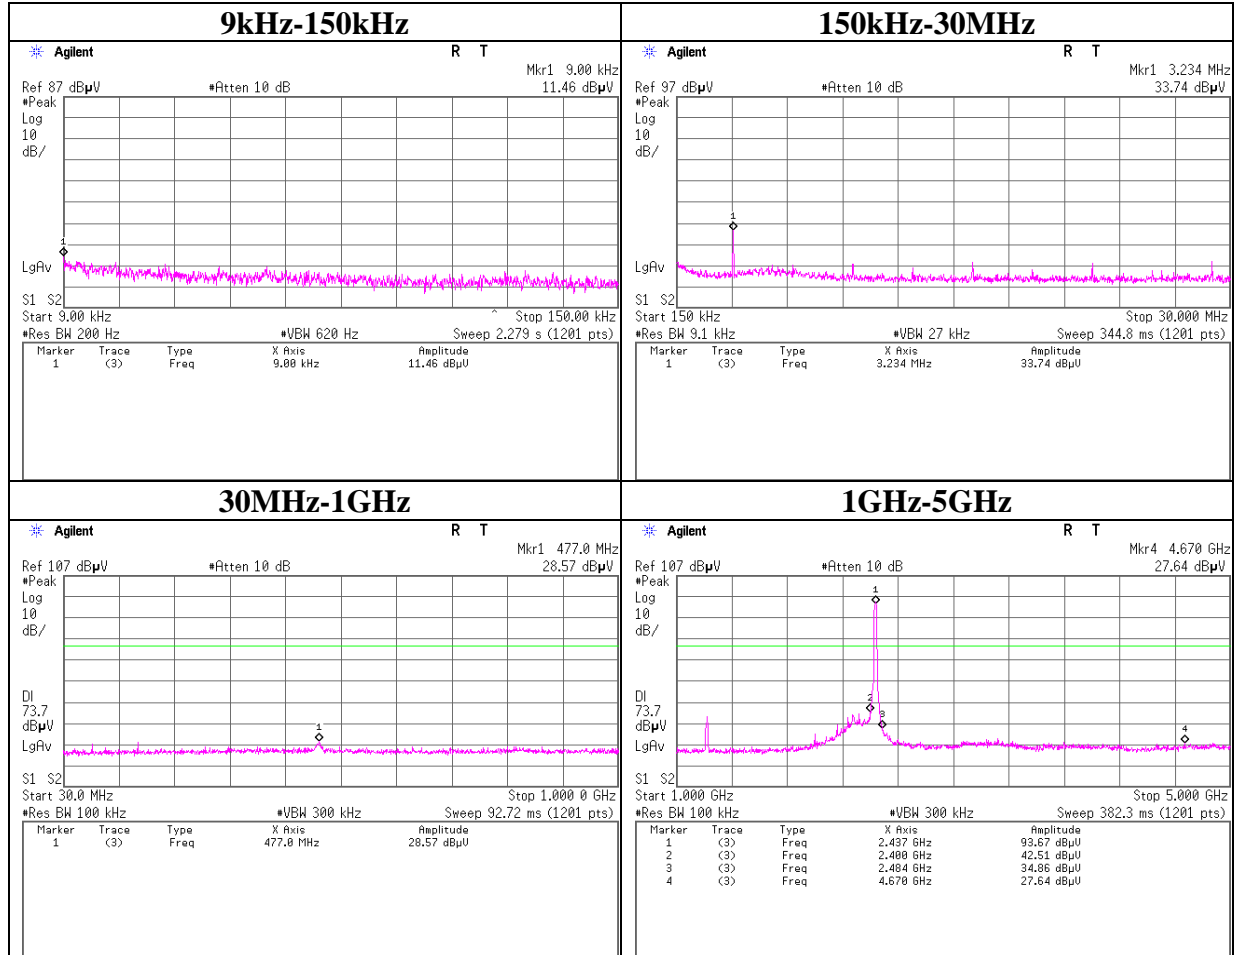 9kHz-150kHz
Agilent R T
Mkr1 9.00 kHz
Ref 87 dBµV #Atten 10 dB 11.46 dBµV
#Peak
Log
10
dB/
1
LgAv
S1 S2
Start 9.00 kHz ^ Stop 150.00 kHz
#Res BW 200 Hz #VBW 620 Hz Sweep 2.279 s (1201 pts)
Marker Trace Type X Axis Amplitude
1 (3) Freq 9.00 kHz 11.46 dBµV
150kHz-30MHz
Agilent R T
Mkr1 3.234 MHz
Ref 97 dBµV #Atten 10 dB 33.74 dBµV
#Peak
Log
10
dB/
1
LgAv
S1 S2
Start 150 kHz Stop 30.000 MHz
#Res BW 9.1 kHz #VBW 27 kHz Sweep 344.8 ms (1201 pts)
Marker Trace Type X Axis Amplitude
1 (3) Freq 3.234 MHz 33.74 dBµV
30MHz-1GHz
Agilent R T
Mkr1 477.0 MHz
Ref 107 dBµV #Atten 10 dB 28.57 dBµV
#Peak
Log
10
dB/
DI
73.7
dBµV
1
LgAv
S1 S2
Start 30.0 MHz Stop 1.000 0 GHz
#Res BW 100 kHz #VBW 300 kHz Sweep 92.72 ms (1201 pts)
Marker Trace Type X Axis Amplitude
1 (3) Freq 477.0 MHz 28.57 dBµV
1GHz-5GHz
Agilent R T
Mkr4 4.670 GHz
Ref 107 dBµV #Atten 10 dB 27.64 dBµV
#Peak
Log
10
dB/
1
DI
2
73.7
3
dBµV
4
LgAv
S1 S2
Start 1.000 GHz Stop 5.000 GHz
#Res BW 100 kHz #VBW 300 kHz Sweep 382.3 ms (1201 pts)
Marker Trace Type X Axis Amplitude
1 (3) Freq 2.437 GHz 93.67 dBµV
2 (3) Freq 2.400 GHz 42.51 dBµV
3 (3) Freq 2.484 GHz 34.86 dBµV
4 (3) Freq 4.670 GHz 27.64 dBµV